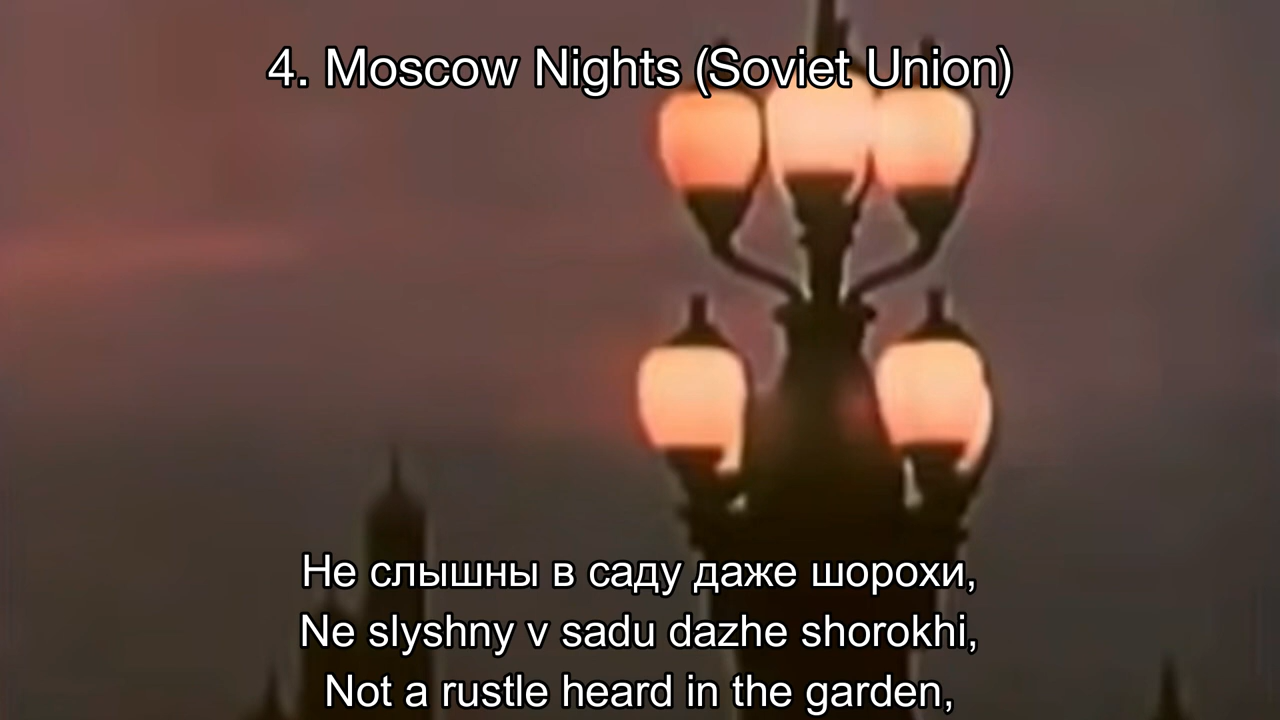 4. Moscow Nights (Soviet Union)
Не слышны в саду даже шорохи,
Ne slyshny v sadu dazhe shorokhi,
Not a rustle heard in the garden,